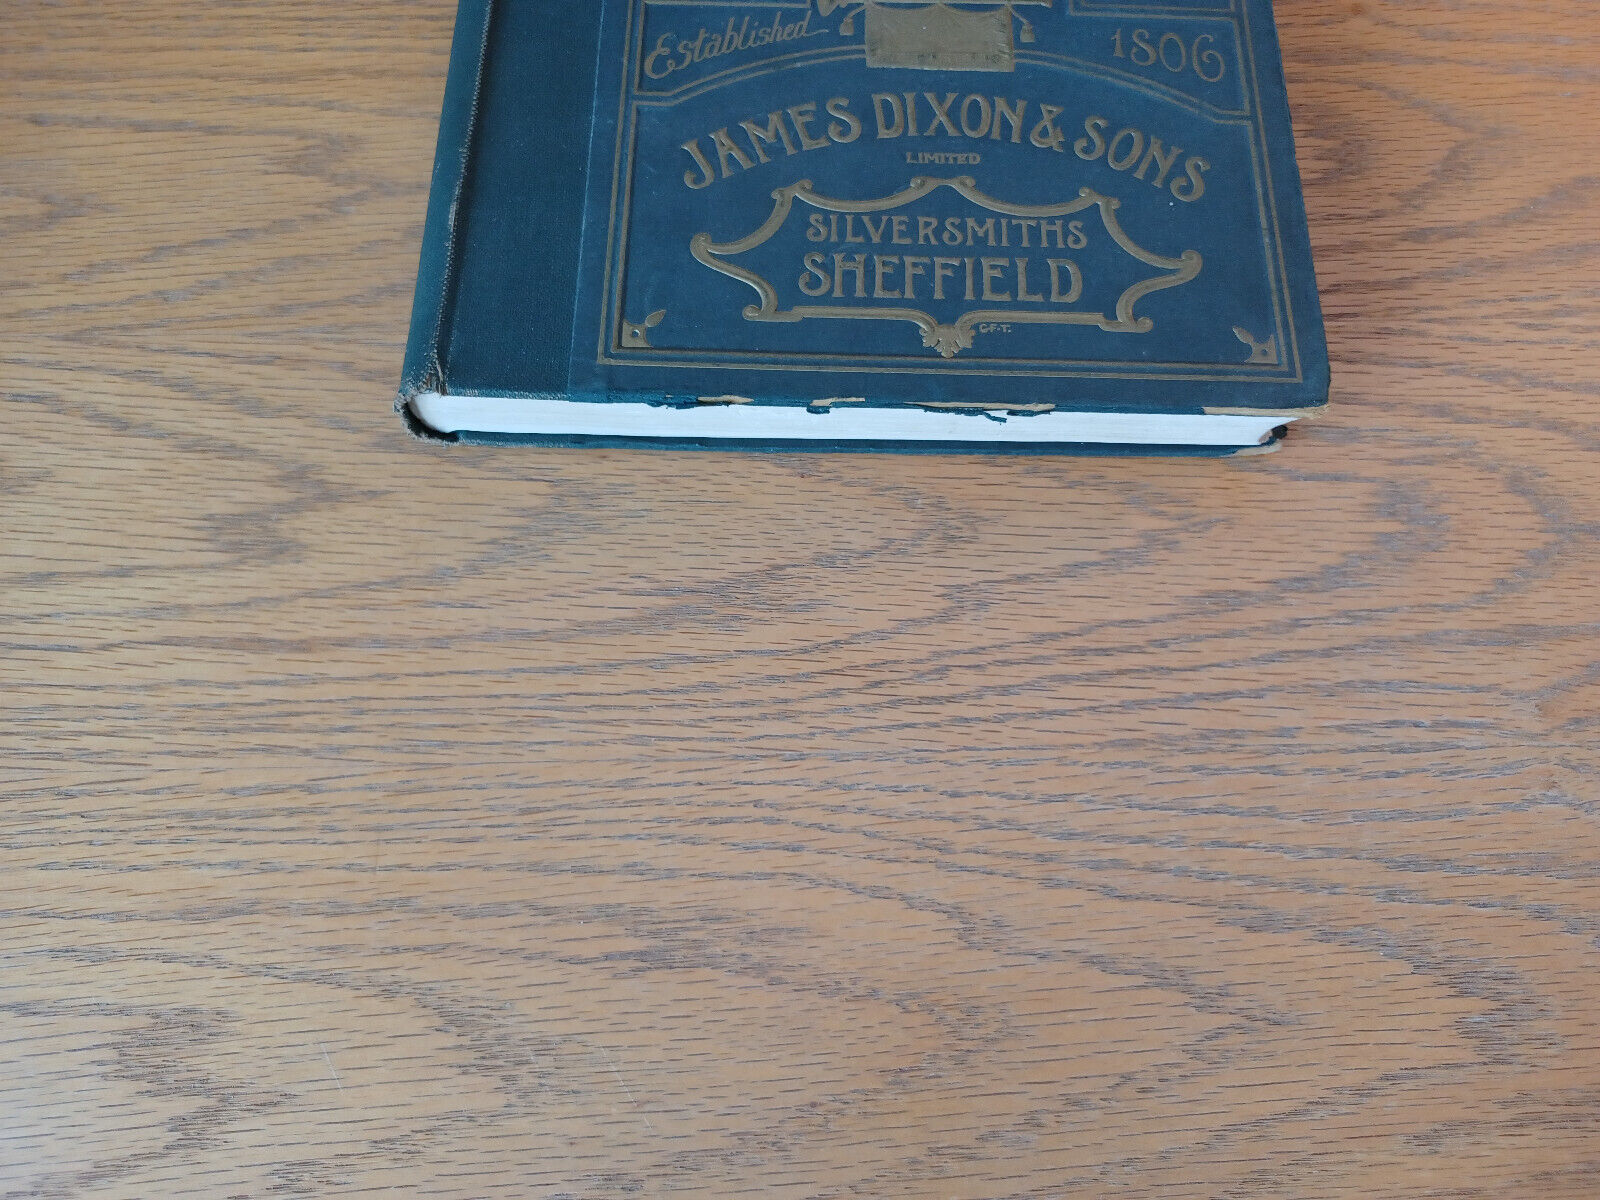 Established 1806
JAMES DIXON & SONS
LIMITED
SILVERSMITHS
SHEFFIELD
C.F.T.